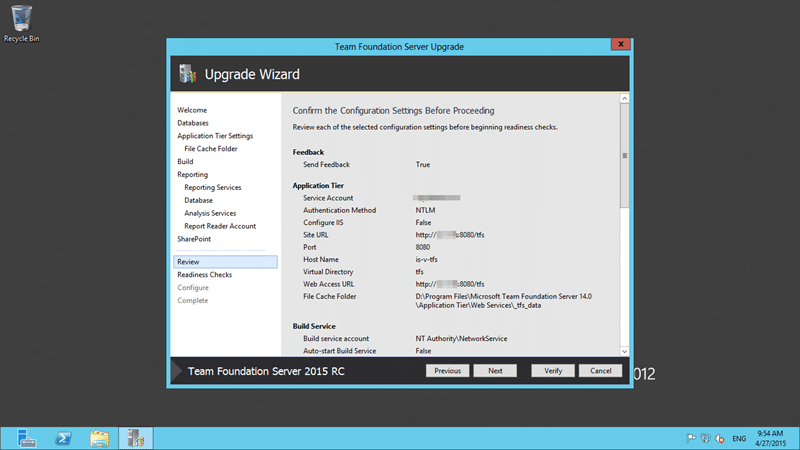 Recycle Bin
Team Foundation Server Upgrade
x
Upgrade Wizard
Welcome
Databases
Application Tier Settings
File Cache Folder
Build
Reporting
Reporting Services
Database
Analysis Services
Report Reader Account
SharePoint
Review
Readiness Checks
Configure
Complete
Confirm the Configuration Settings Before Proceeding
Review each of the selected configuration settings before beginning readiness checks.
Feedback
Send Feedback True
Application Tier
Service Account
Authentication Method NTLM
Configure IIS False
Site URL http:// :8080/tfs
Port 8080
Host Name is-v-tfs
Virtual Directory tfs
Web Access URL http:// :8080/tfs
File Cache Folder D:\Program Files\Microsoft Team Foundation Server 14.0
\Application Tier\Web Services\_tfs_data
Build Service
Build service account NT Authority\NetworkService
Auto-start Build Service False
Team Foundation Server 2015 RC
Previous Next Verify Cancel
012
ENG
9:54 AM
4/27/2015